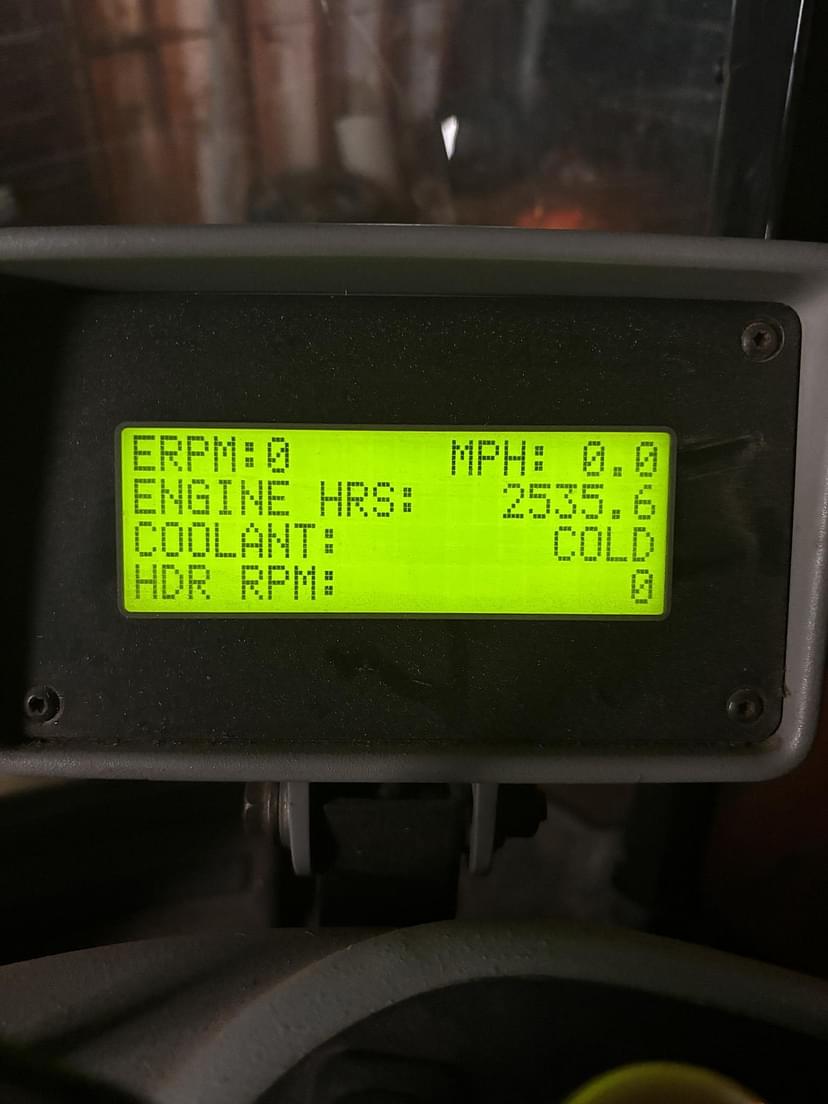 ERPM:0 MPH: 0.0
ENGINE HRS: 2535.6
COOLANT: COLD
HDR RPM: 0